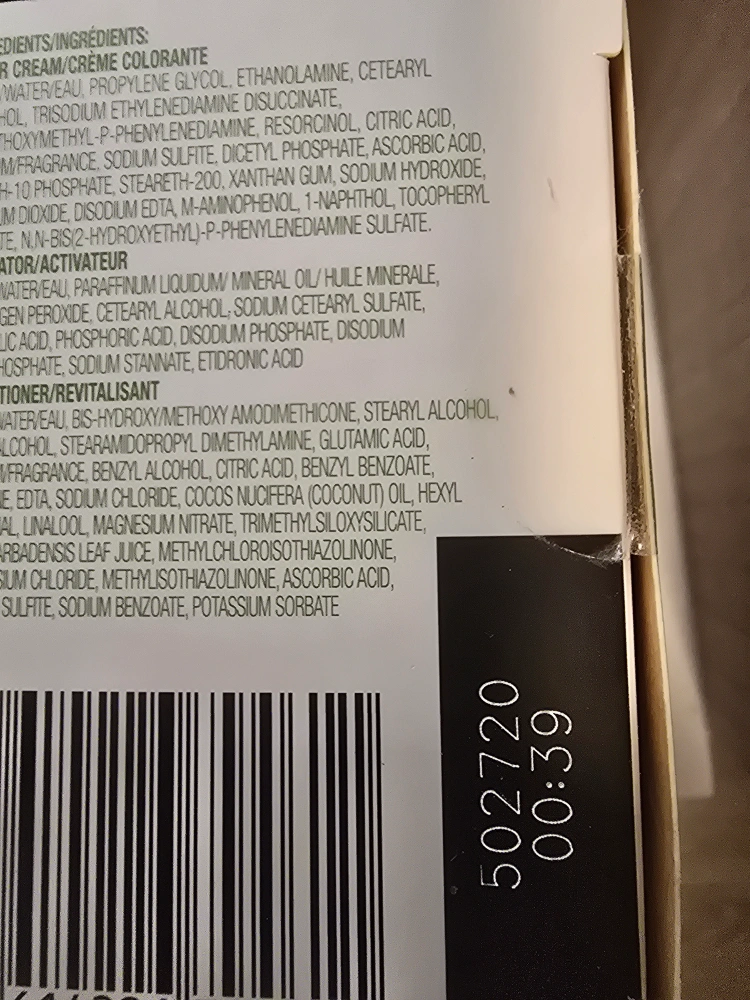 EDIENTS/INGRÉDIENTS:
R CREAM/CRÈME COLORANTE
/WATER/EAU, PROPYLENE GLYCOL, ETHANOLAMINE, CETEARYL
HOL, TRISODIUM ETHYLENEDIAMINE DISUCCINATE,
THOXYMETHYL-P-PHENYLENEDIAMINE, RESORCINOL, CITRIC ACID,
M/FRAGRANCE, SODIUM SULFITE, DICETYL PHOSPHATE, ASCORBIC ACID,
H-10 PHOSPHATE, STEARETH-200, XANTHAN GUM, SODIUM HYDROXIDE,
UM DIOXIDE, DISODIUM EDTA, M-AMINOPHENOL, 1-NAPHTHOL, TOCOPHERYL
TE, N,N-BIS(2-HYDROXYETHYL)-P-PHENYLENEDIAMINE SULFATE.
ATOR/ACTIVATEUR
WATER/EAU, PARAFFINUM LIQUIDUM/ MINERAL OIL/ HUILE MINERALE,
GEN PEROXIDE, CETEARYL ALCOHOL, SODIUM CETEARYL SULFATE,
LIC ACID, PHOSPHORIC ACID, DISODIUM PHOSPHATE, DISODIUM
HOSPHATE, SODIUM STANNATE, ETIDRONIC ACID
TIONER/REVITALISANT
WATER/EAU, BIS-HYDROXY/METHOXY AMODIMETHICONE, STEARYL ALCOHOL,
ALCOHOL, STEARAMIDOPROPYL DIMETHYLAMINE, GLUTAMIC ACID,
M/FRAGRANCE, BENZYL ALCOHOL, CITRIC ACID, BENZYL BENZOATE,
NE, EDTA, SODIUM CHLORIDE, COCOS NUCIFERA (COCONUT) OIL, HEXYL
AL, LINALOOL, MAGNESIUM NITRATE, TRIMETHYLSILOXYSILICATE,
ARBADENSIS LEAF JUICE, METHYLCHLOROISOTHIAZOLINONE,
SIUM CHLORIDE, METHYLISOTHIAZOLINONE, ASCORBIC ACID,
SULFITE, SODIUM BENZOATE, POTASSIUM SORBATE
502720
00:39